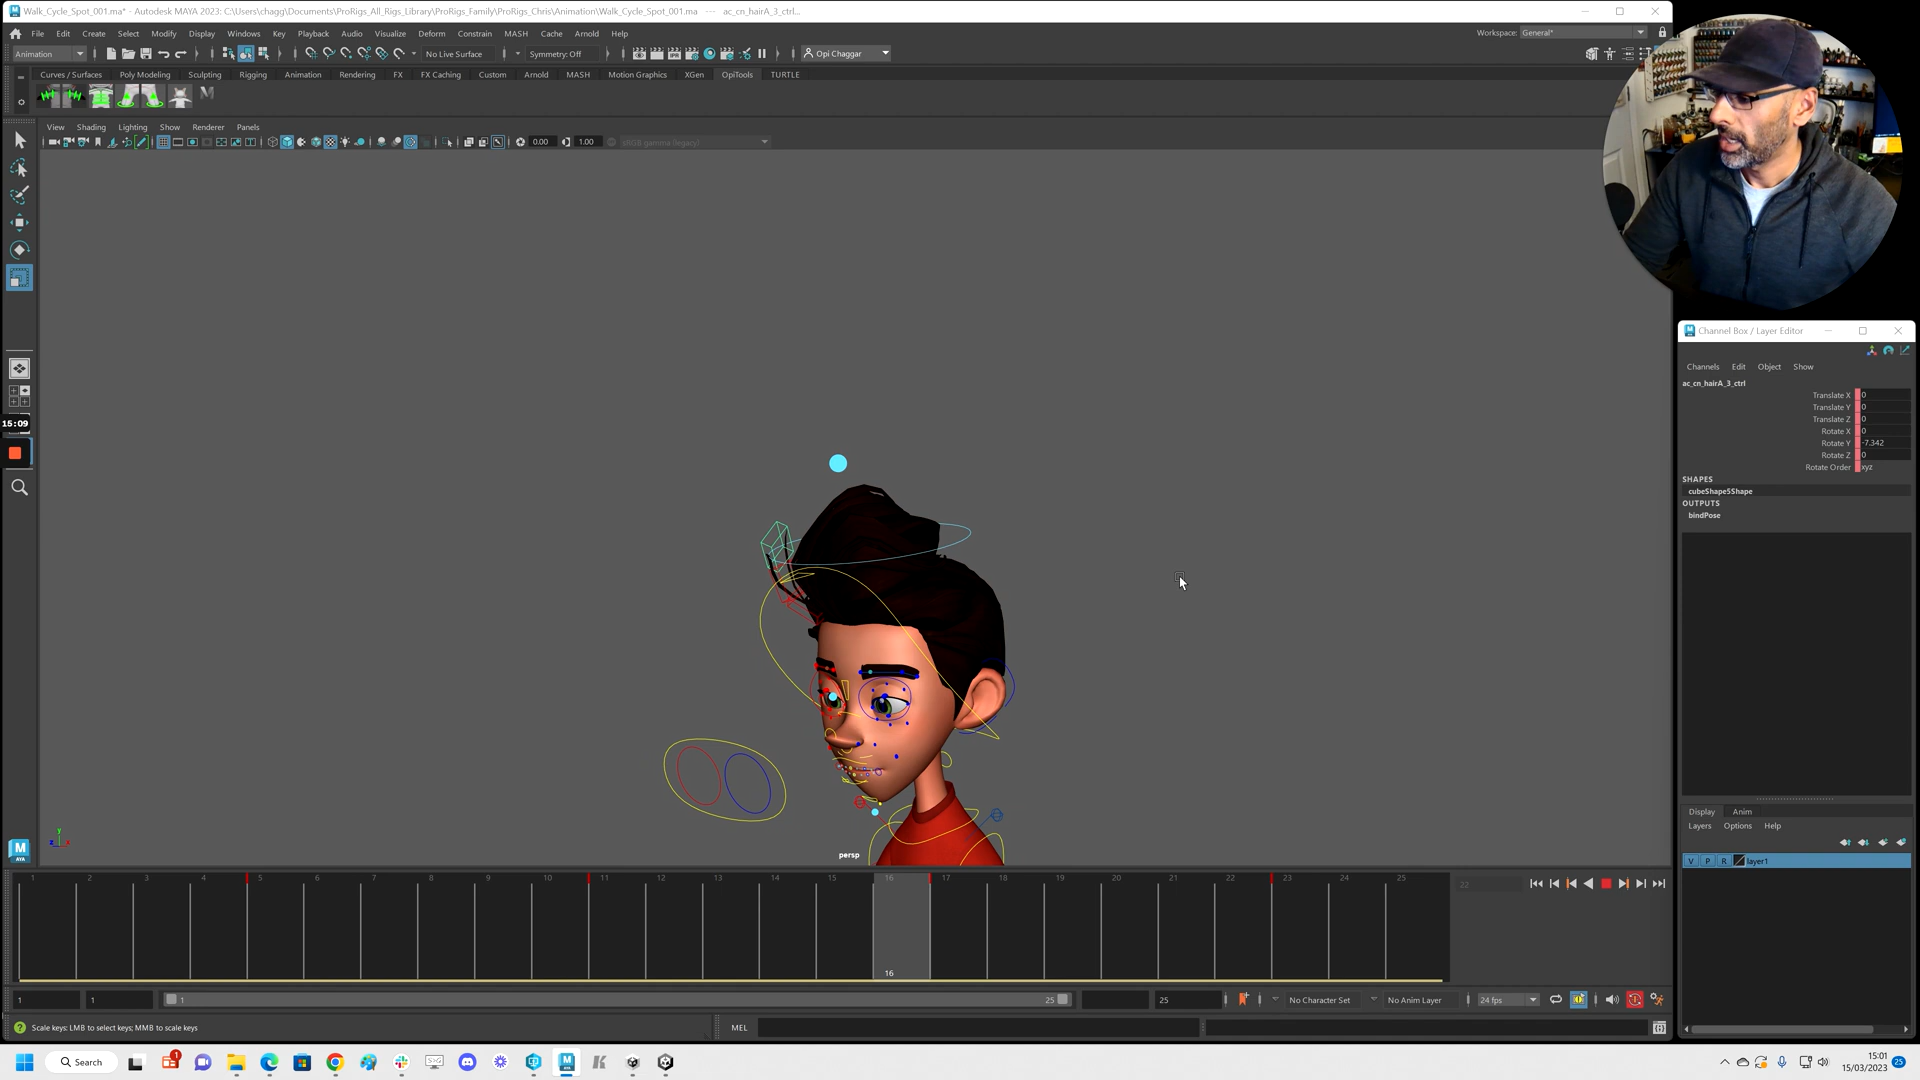 Walk_Cycle_Spot_001.ma* - Autodesk MAYA 2023: C:\Users\chagg\Documents\ProRigs_All_Rigs_Library\ProRigs_Family\ProRigs_Chris\Animation\Walk_Cycle_Spot_001.ma --- ac_cn_hairA_3_ctrl...
File Edit Create Select Modify Display Windows Key Playback Audio Visualize Deform Constrain MASH Cache Arnold Help
Workspace: General*
Animation No Live Surface Symmetry: Off Opi Chaggar
Curves / Surfaces Poly Modeling Sculpting Rigging Animation Rendering FX FX Caching Custom Arnold MASH Motion Graphics XGen OpiTools TURTLE
View Shading Lighting Show Renderer Panels
0.00 1.00 sRGB gamma (legacy)
Channel Box / Layer Editor
Channels Edit Object Show
ac_cn_hairA_3_ctrl
Translate X 0
Translate Y 0
Translate Z 0
Rotate X 0
Rotate Y -7.342
Rotate Z 0
Rotate Order xyz
SHAPES
cubeShape5Shape
OUTPUTS
bindPose
15:09
persp
Display Anim
Layers Options Help
V P R layer1
1 2 3 4 5 6 7 8 9 10 11 12 13 14 15 16 17 18 19 20 21 22 23 24 25
22
16
1 1 1 25 25 No Character Set No Anim Layer 24 fps
Scale keys: LMB to select keys; MMB to scale keys
MEL
Search
1
15:01
15/03/2023
25